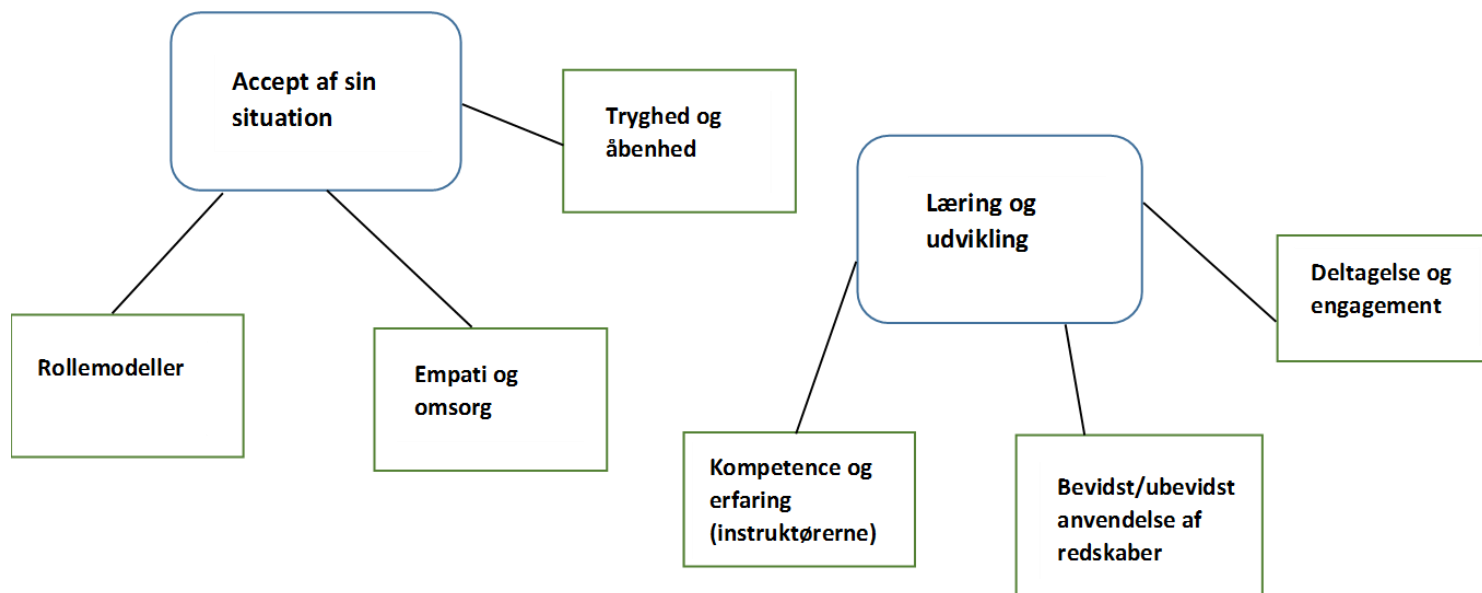 Accept af sin
situation
Tryghed og
åbenhed
Rollemodeller
Empati og
omsorg
Læring og
udvikling
Deltagelse og
engagement
Kompetence og
erfaring
(instruktørerne)
Bevidst/ubevidst
anvendelse af
redskaber